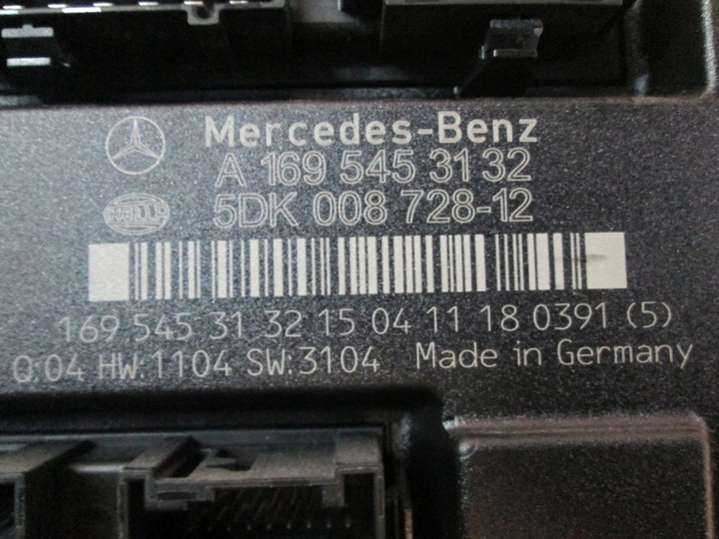 Mercedes-Benz
A 169 545 31 32
HELLA
5DK 008 728-12
169 545 31 32 15 04 11 18 0391 (5)
Q:04 HW:1104 SW:3104 Made in Germany